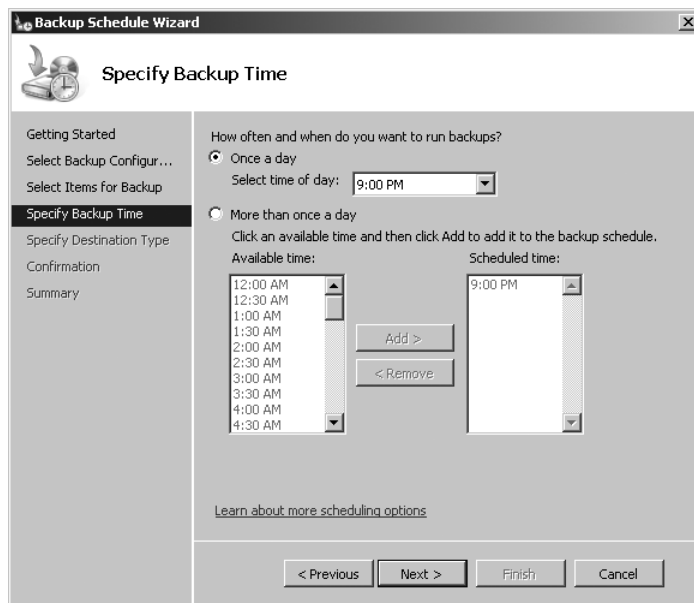 Backup Schedule Wizard
Specify Backup Time
Getting Started
Select Backup Configur...
Select Items for Backup
Specify Backup Time
Specify Destination Type
Confirmation
Summary
How often and when do you want to run backups?
Once a day
Select time of day: 9:00 PM
More than once a day
Click an available time and then click Add to add it to the backup schedule.
Available time: Scheduled time:
12:00 AM 9:00 PM
12:30 AM
1:00 AM
1:30 AM
2:00 AM
2:30 AM
3:00 AM
3:30 AM
4:00 AM
4:30 AM
Add >
< Remove
Learn about more scheduling options
< Previous Next > Finish Cancel